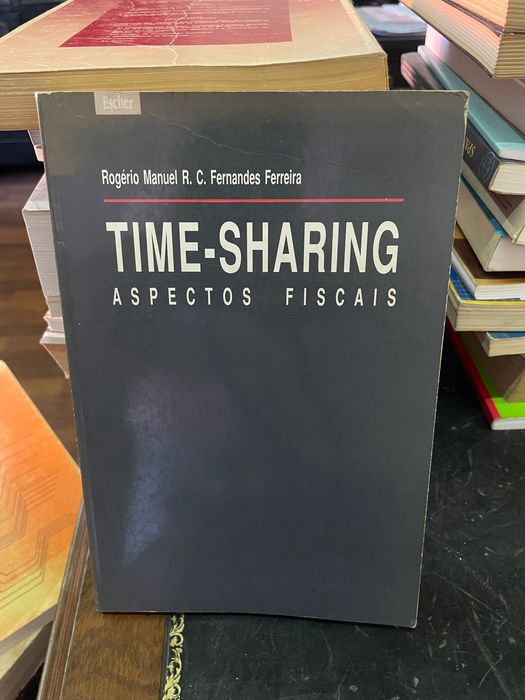 Escher
Rogério Manuel R. C. Fernandes Ferreira
TIME-SHARING
ASPECTOS FISCAIS